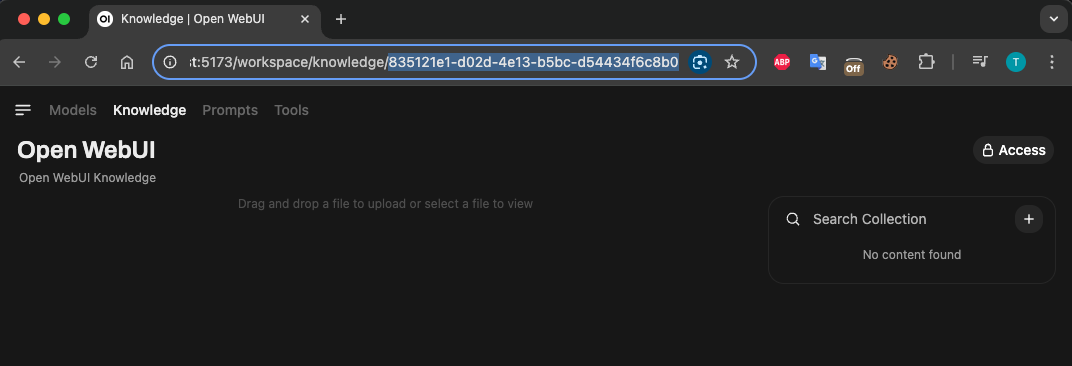 Knowledge | Open WebUI
t:5173/workspace/knowledge/835121e1-d02d-4e13-b5bc-d54434f6c8b0
ABP
G
Off
T
Models Knowledge Prompts Tools
Open WebUI
Access
Open WebUI Knowledge
Drag and drop a file to upload or select a file to view
Search Collection
No content found